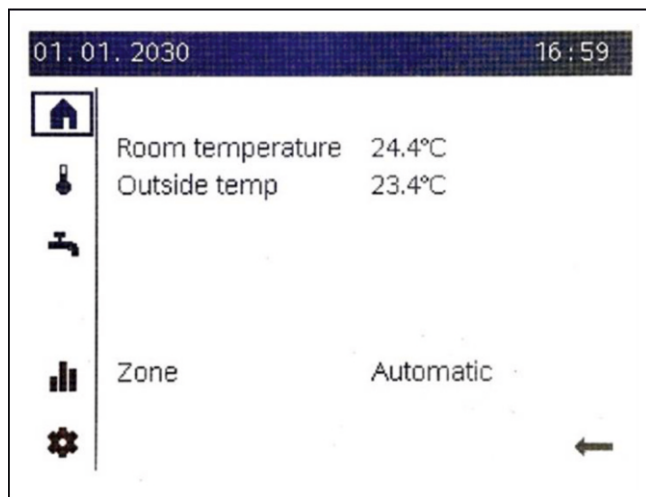 01.01.2030 16:59
Room temperature 24.4°C
Outside temp 23.4°C
Zone Automatic